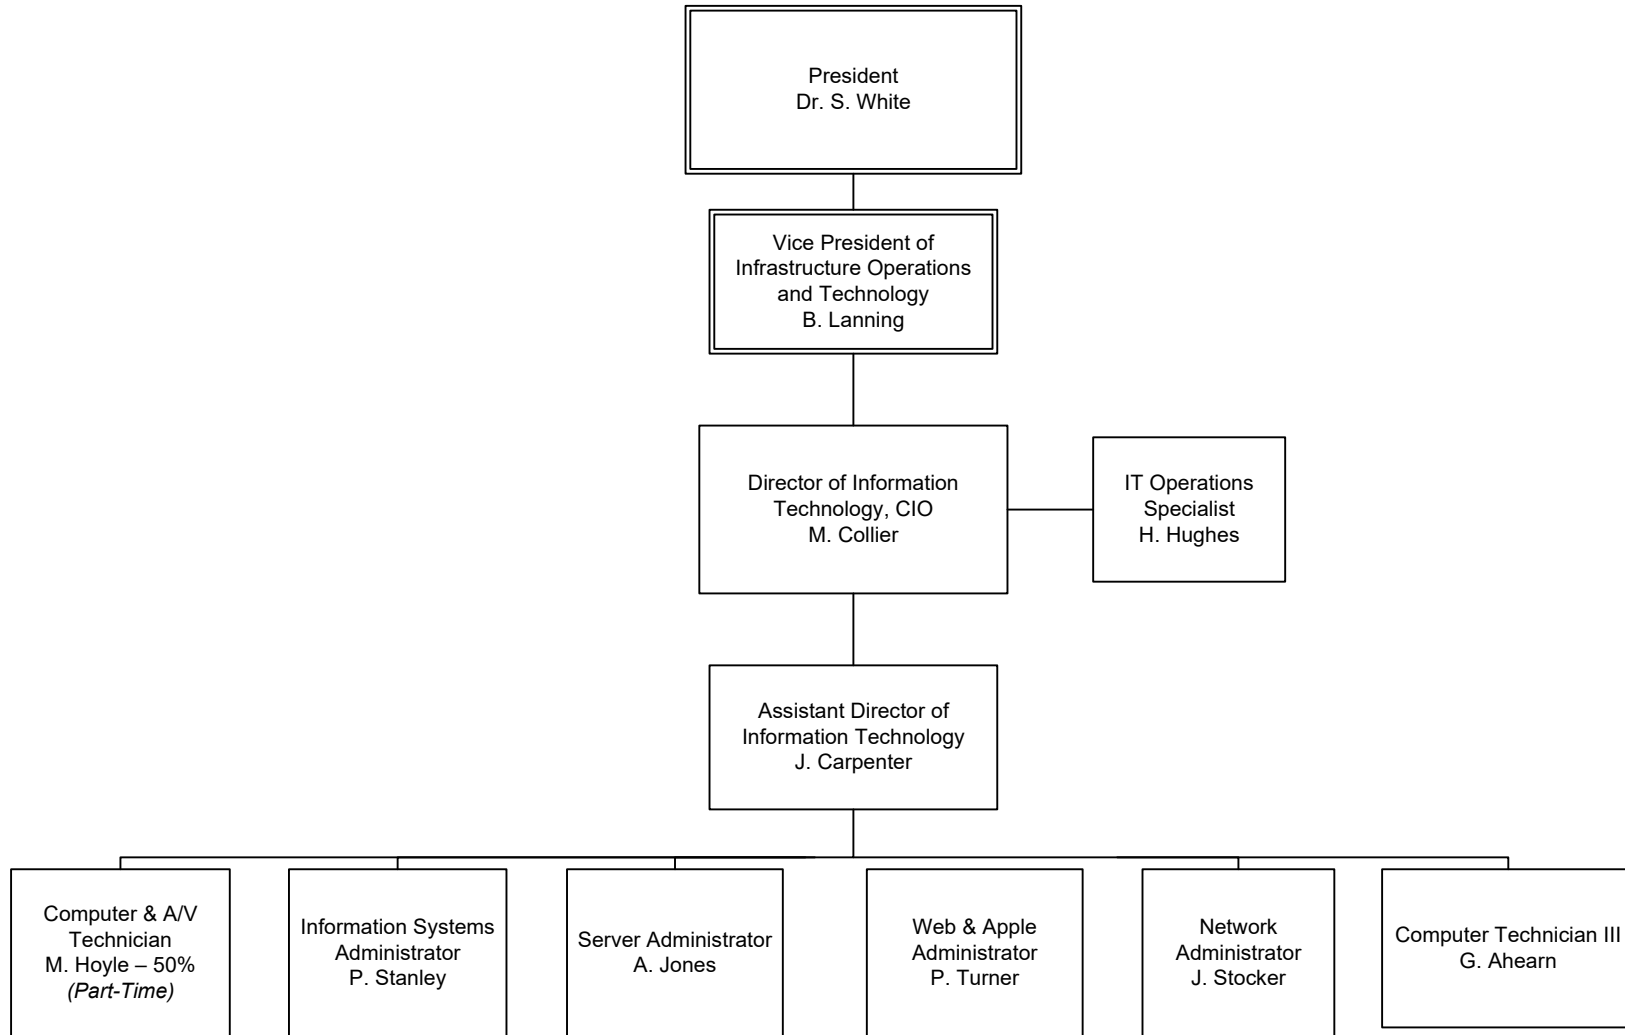 President
Dr. S. White
Vice President of
Infrastructure Operations
and Technology
B. Lanning
Director of Information
Technology, CIO
M. Collier
IT Operations
Specialist
H. Hughes
Assistant Director of
Information Technology
J. Carpenter
Computer & A/V
Technician
M. Hoyle – 50%
(Part-Time)
Information Systems
Administrator
P. Stanley
Server Administrator
A. Jones
Web & Apple
Administrator
P. Turner
Network
Administrator
J. Stocker
Computer Technician III
G. Ahearn